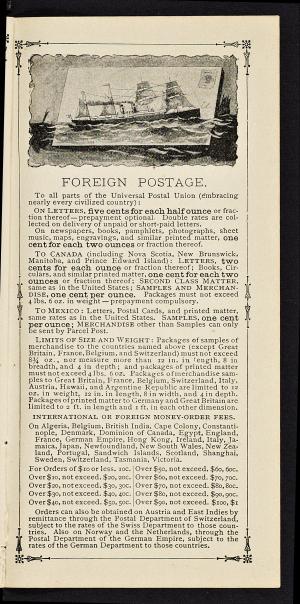 FOREIGN POSTAGE.
To all parts of the Universal Postal Union (embracing
nearly every civilized country):
ON LETTERS, five cents for each half ounce or frac-
tion thereof—prepayment optional. Double rates are col-
lected on delivery of unpaid or short-paid letters.
On newspapers, books, pamphlets, photographs, sheet
music, maps, engravings, and similar printed matter, one
cent for each two ounces or fraction thereof.
TO CANADA (including Nova Scotia, New Brunswick,
Manitoba, and Prince Edward Island): LETTERS, two
cents for each ounce or fraction thereof; Books, Cir-
culars, and similar printed matter, one cent for each two
ounces or fraction thereof; SECOND CLASS MATTER,
same as in the United States; SAMPLES AND MERCHAN-
DISE, one cent per ounce. Packages must not exceed
4 lbs. 6 oz. in weight—prepayment compulsory.
TO MEXICO: Letters, Postal Cards, and printed matter,
same rates as in the United States. SAMPLES, one cent
per ounce; MERCHANDISE other than Samples can only
be sent by Parcel Post.
LIMITS OF SIZE AND WEIGHT: Packages of samples of
merchandise to the countries named above (except Great
Britain, France, Belgium, and Switzerland) must not exceed
8¾ oz., nor measure more than 12 in. in length, 8 in
breadth, and 4 in depth; and packages of printed matter
must not exceed 4 lbs. 6 oz. Packages of merchandise sam-
ples to Great Britain, France, Belgium, Switzerland, Italy,
Austria, Hawaii, and Argentine Republic are limited to 12
oz. in weight, 12 in. in length, 8 in width, and 4 in depth.
Packages of printed matter to Germany and Great Britain are
limited to 2 ft. in length and 1 ft. in each other dimension.
INTERNATIONAL OR FOREIGN MONEY-ORDER FEES.
On Algeria, Belgium, British India, Cape Colony, Constanti-
nople, Denmark, Dominion of Canada, Egypt, England,
France, German Empire, Hong Kong, Ireland, Italy, Ja-
maica, Japan, Newfoundland, New South Wales, New Zea-
land, Portugal, Sandwich Islands, Scotland, Shanghai,
Sweden, Switzerland, Tasmania, Victoria.
For Orders of $10 or less, 10c. Over $50, not exceed. $60, 60c.
Over $10, not exceed. $20, 20c. Over $60, not exceed. $70, 70c.
Over $20, not exceed. $30, 30c. Over $70, not exceed. $80, 80c.
Over $30, not exceed. $40, 40c. Over $80, not exceed. $90, 90c.
Over $40, not exceed. $50, 50c. Over $90, not exceed. $100, $1
Orders can also be obtained on Austria and East Indies by
remittance through the Postal Department of Switzerland,
subject to the rates of the Swiss Department to those coun-
tries. Also on Norway and the Netherlands, through the
Postal Department of the German Empire, subject to the
rates of the German Department to those countries.